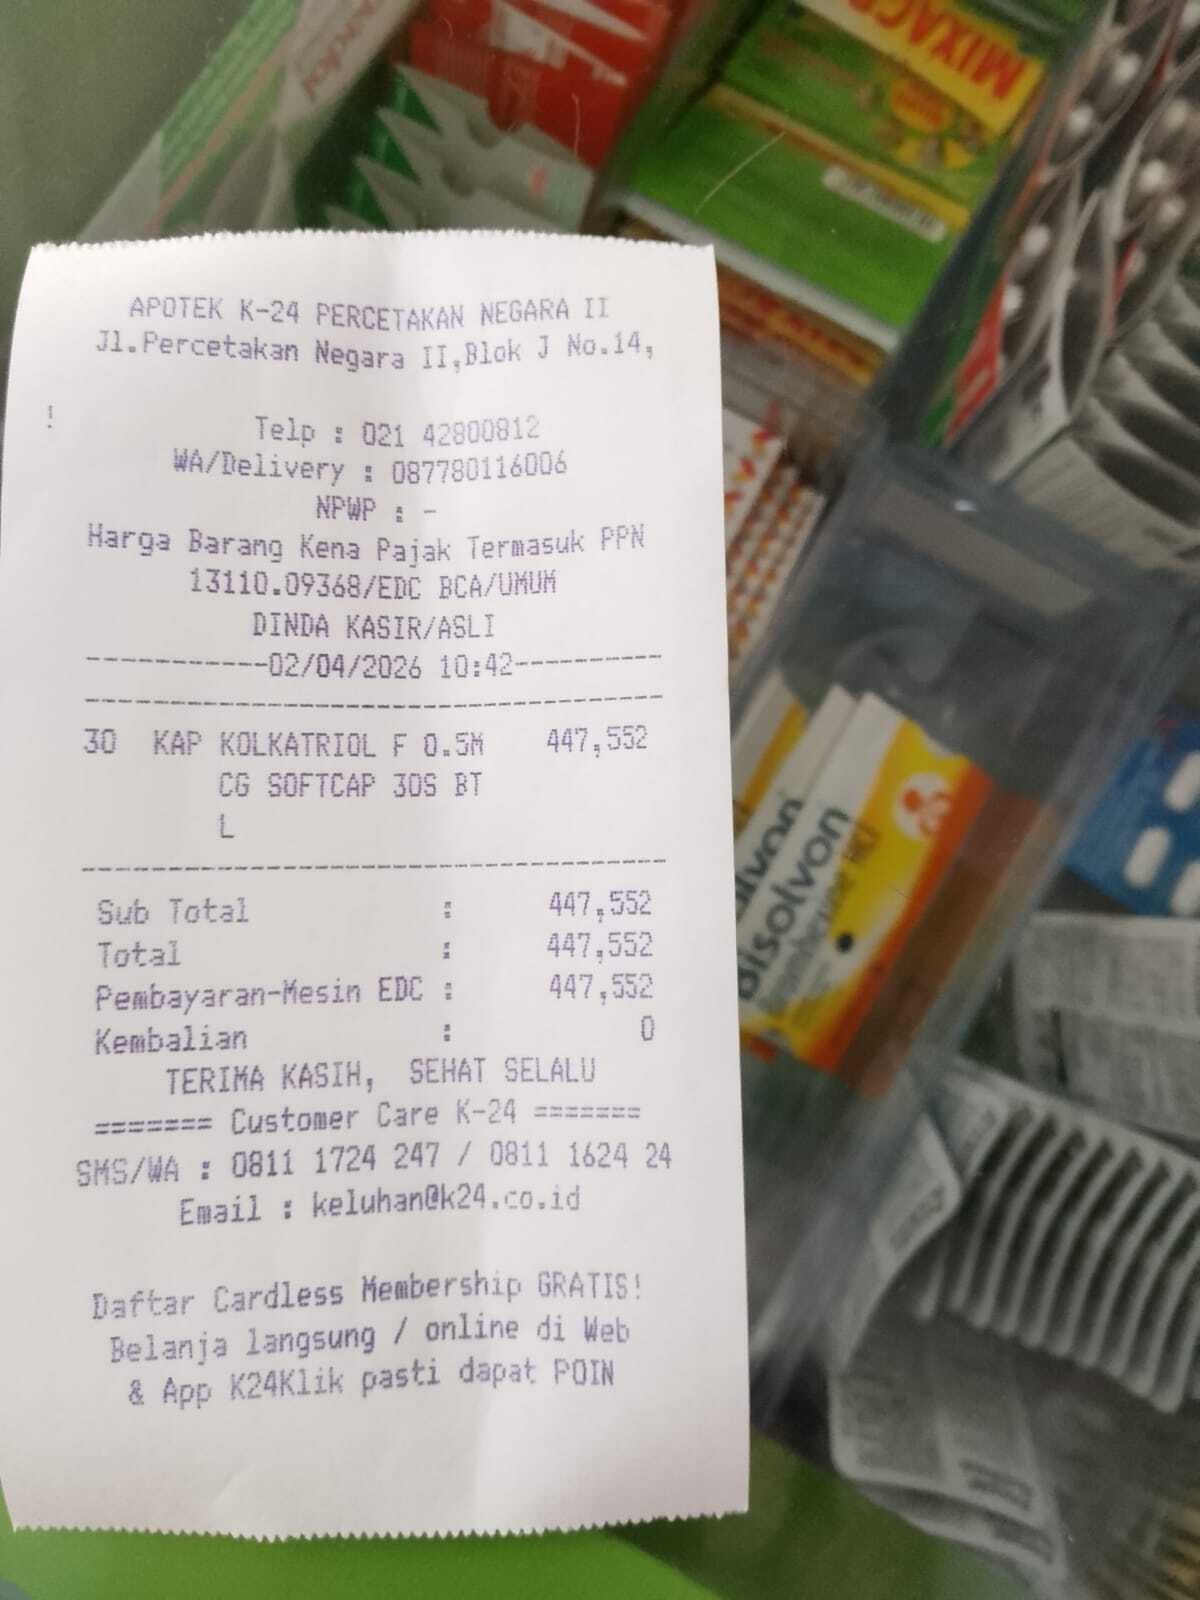 APOTEK K-24 PERCETAKAN NEGARA II
Jl.Percetakan Negara II,Blok J No.14,
!
Telp : 021 42800812
WA/Delivery : 087780116006
NPWP : -
Harga Barang Kena Pajak Termasuk PPN
13110.09368/EDC BCA/UMUM
DINDA KASIR/ASLI
-----------02/04/2026 10:42---------
30 KAP KOLKATRIOL F 0.5M 447,552
CG SOFTCAP 30S BT
L
Sub Total : 447,552
Total : 447,552
Pembayaran-Mesin EDC : 447,552
Kembalian : 0
TERIMA KASIH, SEHAT SELALU
======= Customer Care K-24 =======
SMS/WA : 0811 1724 247 / 0811 1624 24
Email : keluhan@k24.co.id
Daftar Cardless Membership GRATIS!
Belanja langsung / online di Web
& App K24Klik pasti dapat POIN
Bisolvon